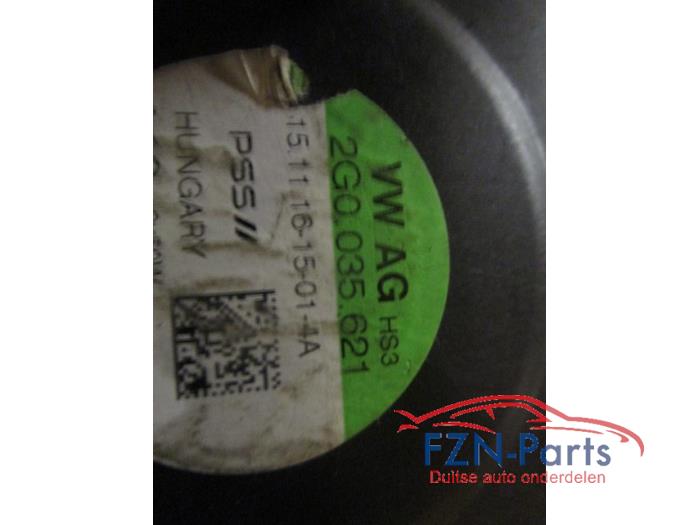 VW AG HS3
2G0.035.621
15.11.16-15-01-4A
PSS//
HUNGARY
FZN-Parts
Duitse auto onderdelen